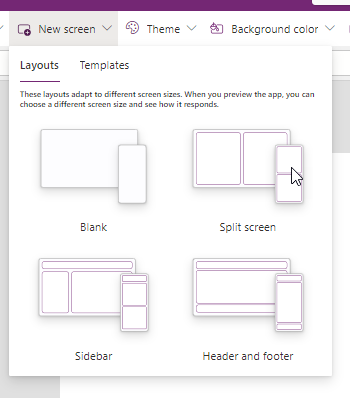 New screen Theme Background color
Layouts Templates
These layouts adapt to different screen sizes. When you preview the app, you can
choose a different screen size and see how it responds.
Blank Split screen
Sidebar Header and footer